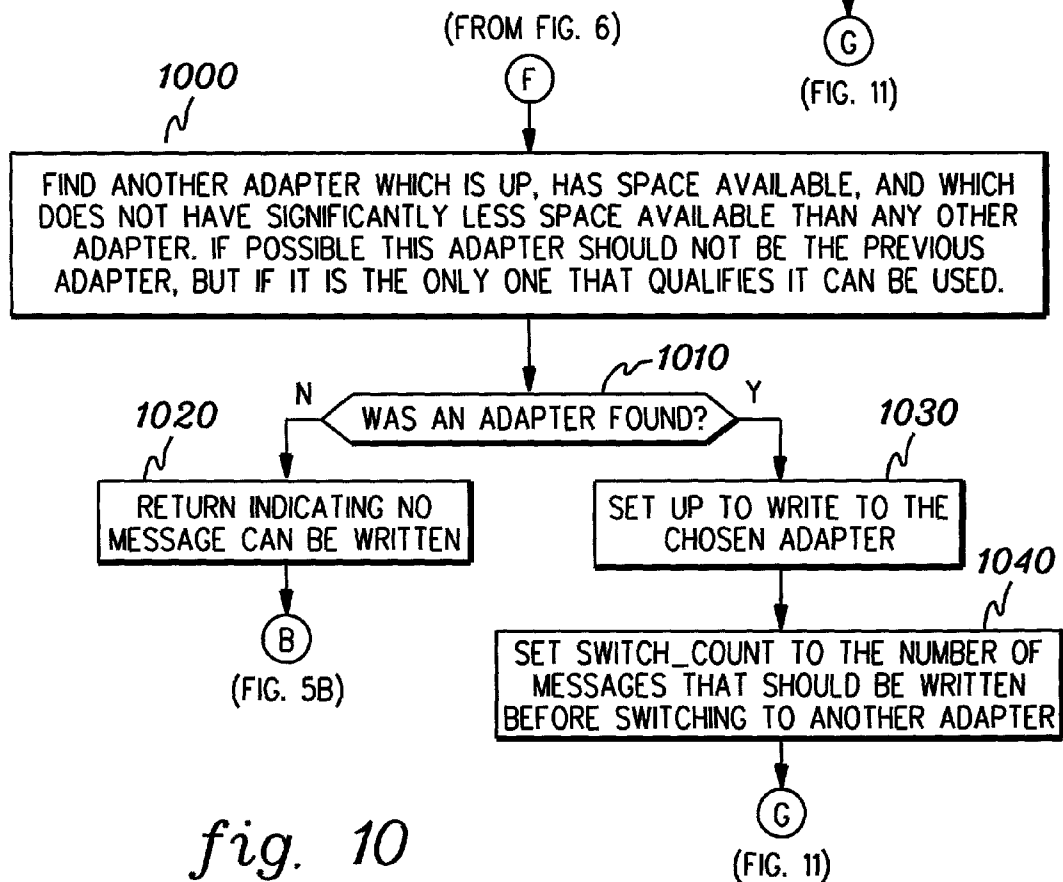 (FROM FIG. 6)
F
G
(FIG. 11)
1000
FIND ANOTHER ADAPTER WHICH IS UP, HAS SPACE AVAILABLE, AND WHICH
DOES NOT HAVE SIGNIFICANTLY LESS SPACE AVAILABLE THAN ANY OTHER
ADAPTER. IF POSSIBLE THIS ADAPTER SHOULD NOT BE THE PREVIOUS
ADAPTER, BUT IF IT IS THE ONLY ONE THAT QUALIFIES IT CAN BE USED.
1010
N
WAS AN ADAPTER FOUND?
Y
1020
RETURN INDICATING NO
MESSAGE CAN BE WRITTEN
B
(FIG. 5B)
1030
SET UP TO WRITE TO THE
CHOSEN ADAPTER
1040
SET SWITCH_COUNT TO THE NUMBER OF
MESSAGES THAT SHOULD BE WRITTEN
BEFORE SWITCHING TO ANOTHER ADAPTER
G
(FIG. 11)
fig. 10